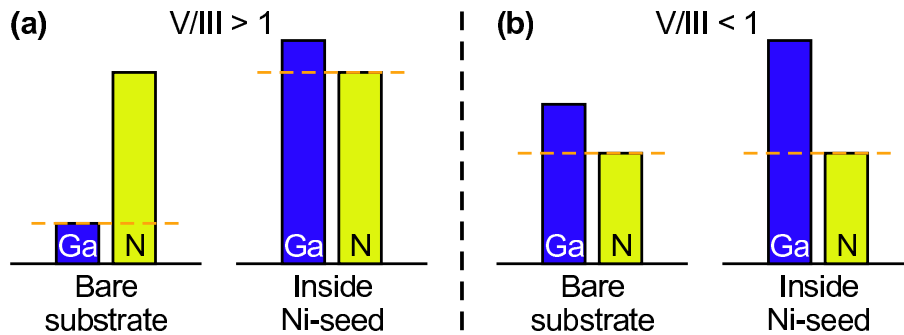 (a) V/III > 1
Ga N Ga N
Bare substrate
Inside Ni-seed
(b) V/III < 1
Ga N Ga N
Bare substrate
Inside Ni-seed